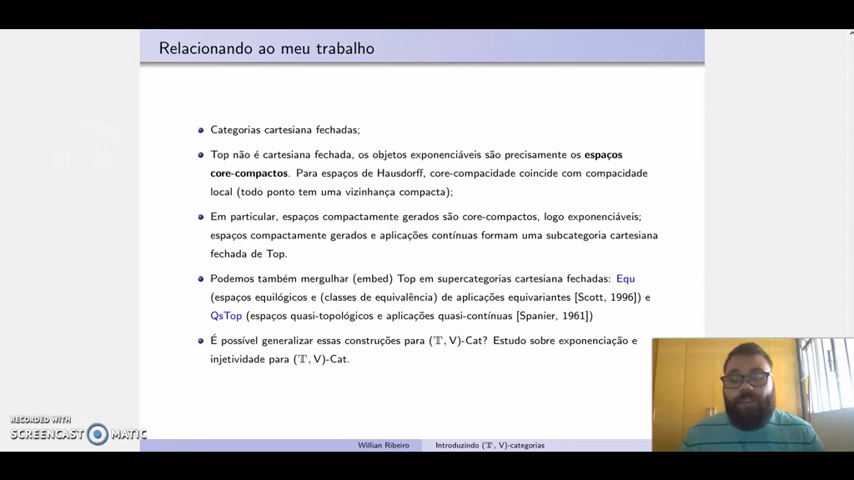 Relacionando ao meu trabalho
Categorias cartesiana fechadas;
Top não é cartesiana fechada, os objetos exponenciáveis são precisamente os espaços
core-compactos. Para espaços de Hausdorff, core-compacidade coincide com compacidade
local (todo ponto tem uma vizinhança compacta);
Em particular, espaços compactamente gerados são core-compactos, logo exponenciáveis;
espaços compactamente gerados e aplicações contínuas formam uma subcategoria cartesiana
fechada de Top.
Podemos também mergulhar (embed) Top em supercategorias cartesiana fechadas: Equ
(espaços equilógicos e (classes de equivalência) de aplicações equivariantes [Scott, 1996]) e
QsTop (espaços quasi-topológicos e aplicações quasi-contínuas [Spanier, 1961])
É possível generalizar essas construções para (𝕋, V)-Cat? Estudo sobre exponenciação e
injetividade para (𝕋, V)-Cat.
RECORDED WITH
SCREENCAST MATIC
Willian Ribeiro Introduzindo (𝕋, V)-categorias